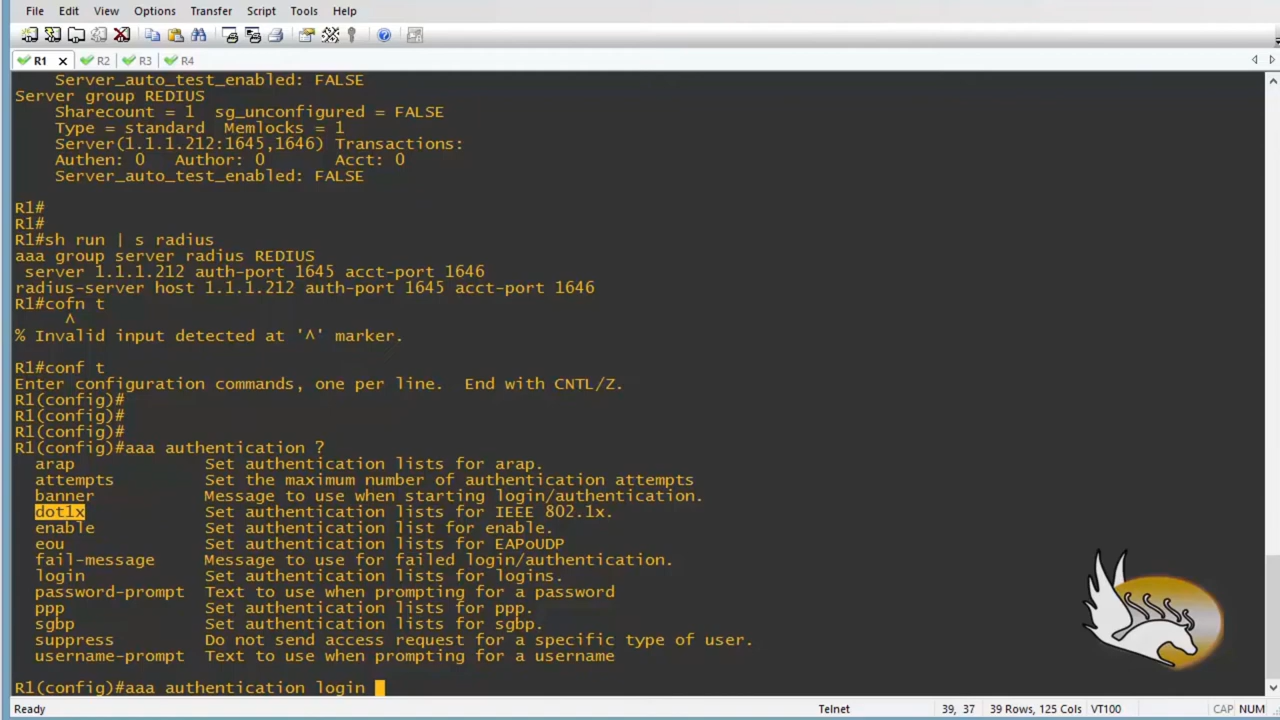 File Edit View Options Transfer Script Tools Help
R1 R2 R3 R4
Server_auto_test_enabled: FALSE
Server group REDIUS
Sharecount = 1 sg_unconfigured = FALSE
Type = standard Memlocks = 1
Server(1.1.1.212:1645,1646) Transactions:
Authen: 0 Author: 0 Acct: 0
Server_auto_test_enabled: FALSE
R1#
R1#
R1#sh run | s radius
aaa group server radius REDIUS
server 1.1.1.212 auth-port 1645 acct-port 1646
radius-server host 1.1.1.212 auth-port 1645 acct-port 1646
R1#cofn t
^
% Invalid input detected at '^' marker.
R1#conf t
Enter configuration commands, one per line. End with CNTL/Z.
R1(config)#
R1(config)#
R1(config)#
R1(config)#aaa authentication ?
arap Set authentication lists for arap.
attempts Set the maximum number of authentication attempts
banner Message to use when starting login/authentication.
dot1x Set authentication lists for IEEE 802.1x.
enable Set authentication list for enable.
eou Set authentication lists for EAPoUDP
fail-message Message to use for failed login/authentication.
login Set authentication lists for logins.
password-prompt Text to use when prompting for a password
ppp Set authentication lists for ppp.
sgbp Set authentication lists for sgbp.
suppress Do not send access request for a specific type of user.
username-prompt Text to use when prompting for a username
R1(config)#aaa authentication login
Ready Telnet 39, 37 39 Rows, 125 Cols VT100 CAP NUM